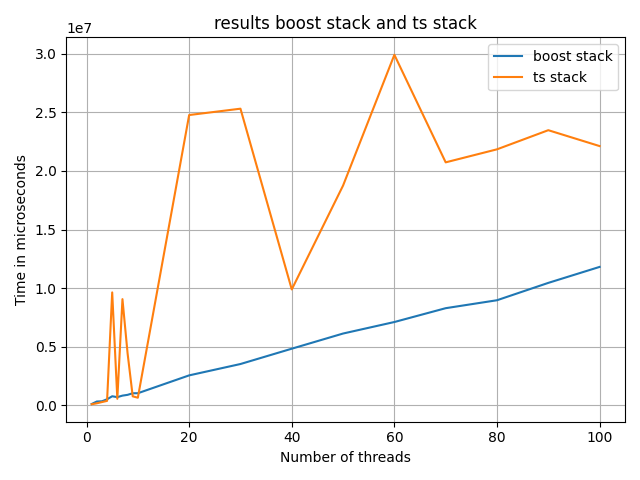 results boost stack and ts stack
1e7
boost stack
ts stack
3.0
2.5
2.0
1.5
1.0
0.5
0.0
Time in microseconds
0 20 40 60 80 100
Number of threads